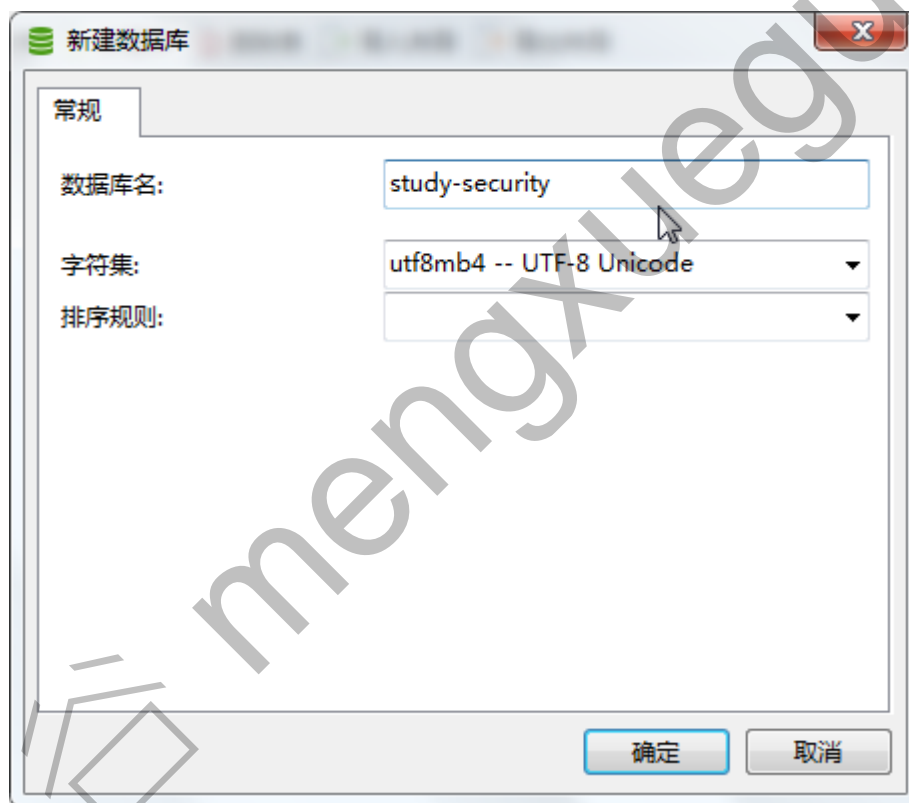 新建数据库
常规
数据库名: study-security
字符集: utf8mb4 -- UTF-8 Unicode
排序规则:
确定 取消
mengxuegu